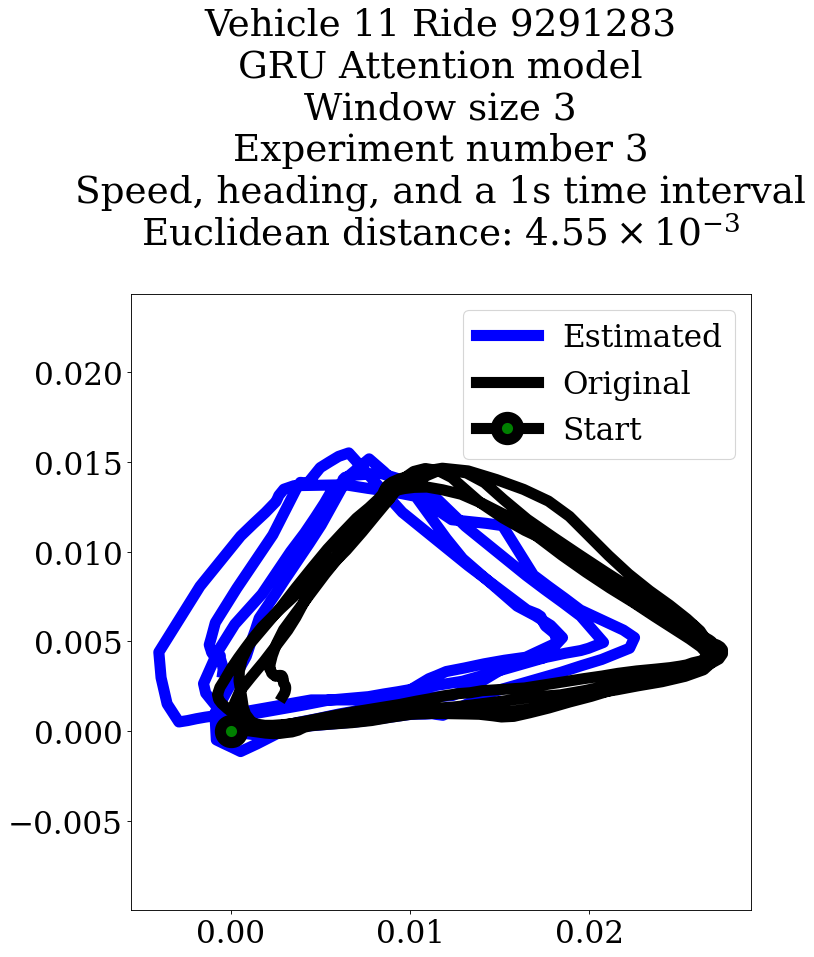 Vehicle 11 Ride 9291283
GRU Attention model
Window size 3
Experiment number 3
Speed, heading, and a 1s time interval
Euclidean distance: 4.55 × 10⁻³
Estimated
Original
Start
0.020
0.015
0.010
0.005
0.000
−0.005
0.00 0.01 0.02